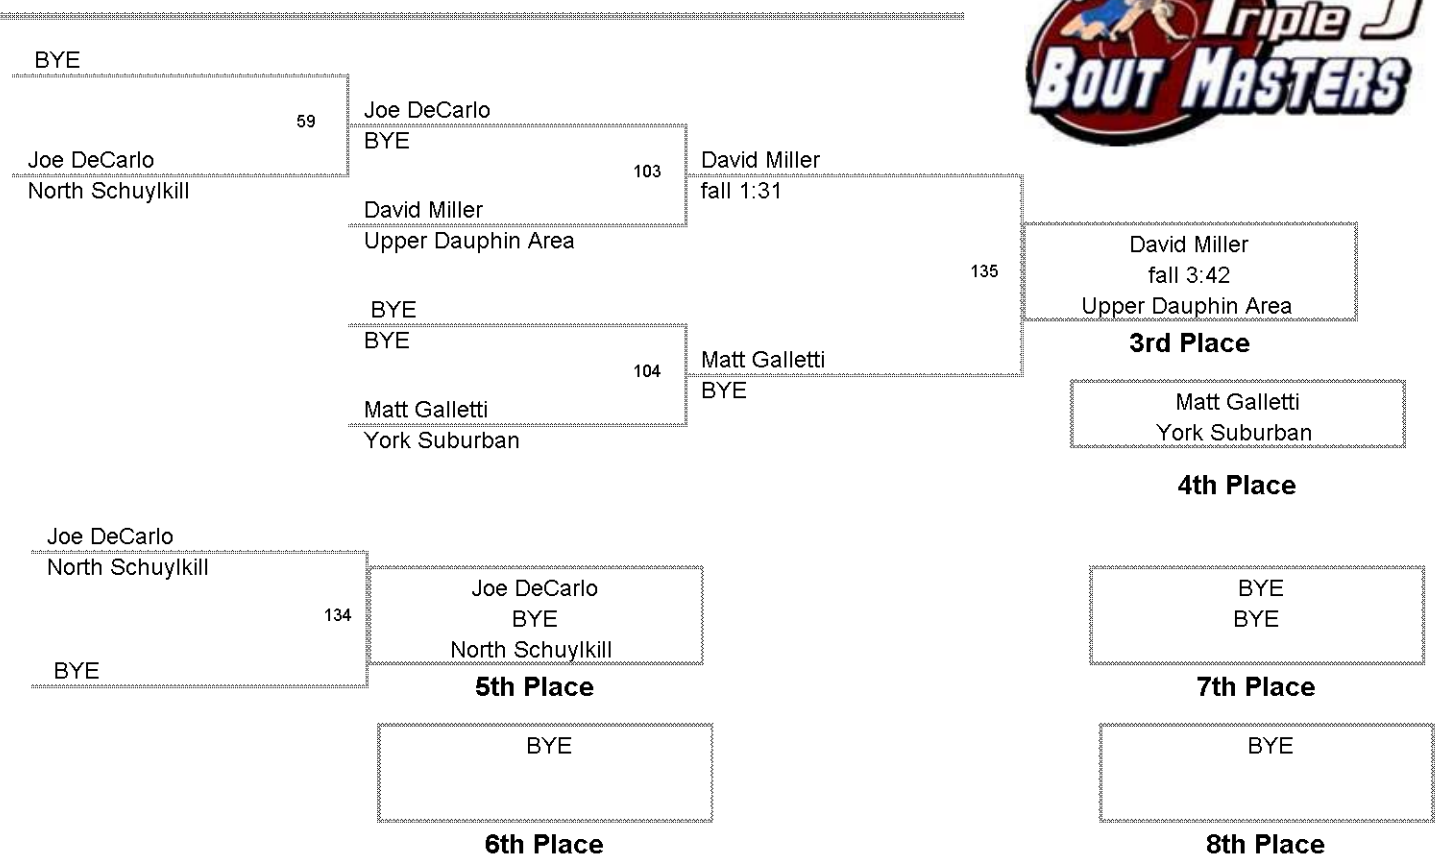 Triple J
BOUT MASTERS
BYE
59
Joe DeCarlo
North Schuylkill
Joe DeCarlo
BYE
103
David Miller
Upper Dauphin Area
David Miller
fall 1:31
BYE
BYE
104
Matt Galletti
York Suburban
Matt Galletti
BYE
135
David Miller
fall 3:42
Upper Dauphin Area
3rd Place
Matt Galletti
York Suburban
4th Place
Joe DeCarlo
North Schuylkill
134
BYE
Joe DeCarlo
BYE
North Schuylkill
5th Place
BYE
6th Place
BYE
BYE
7th Place
BYE
8th Place